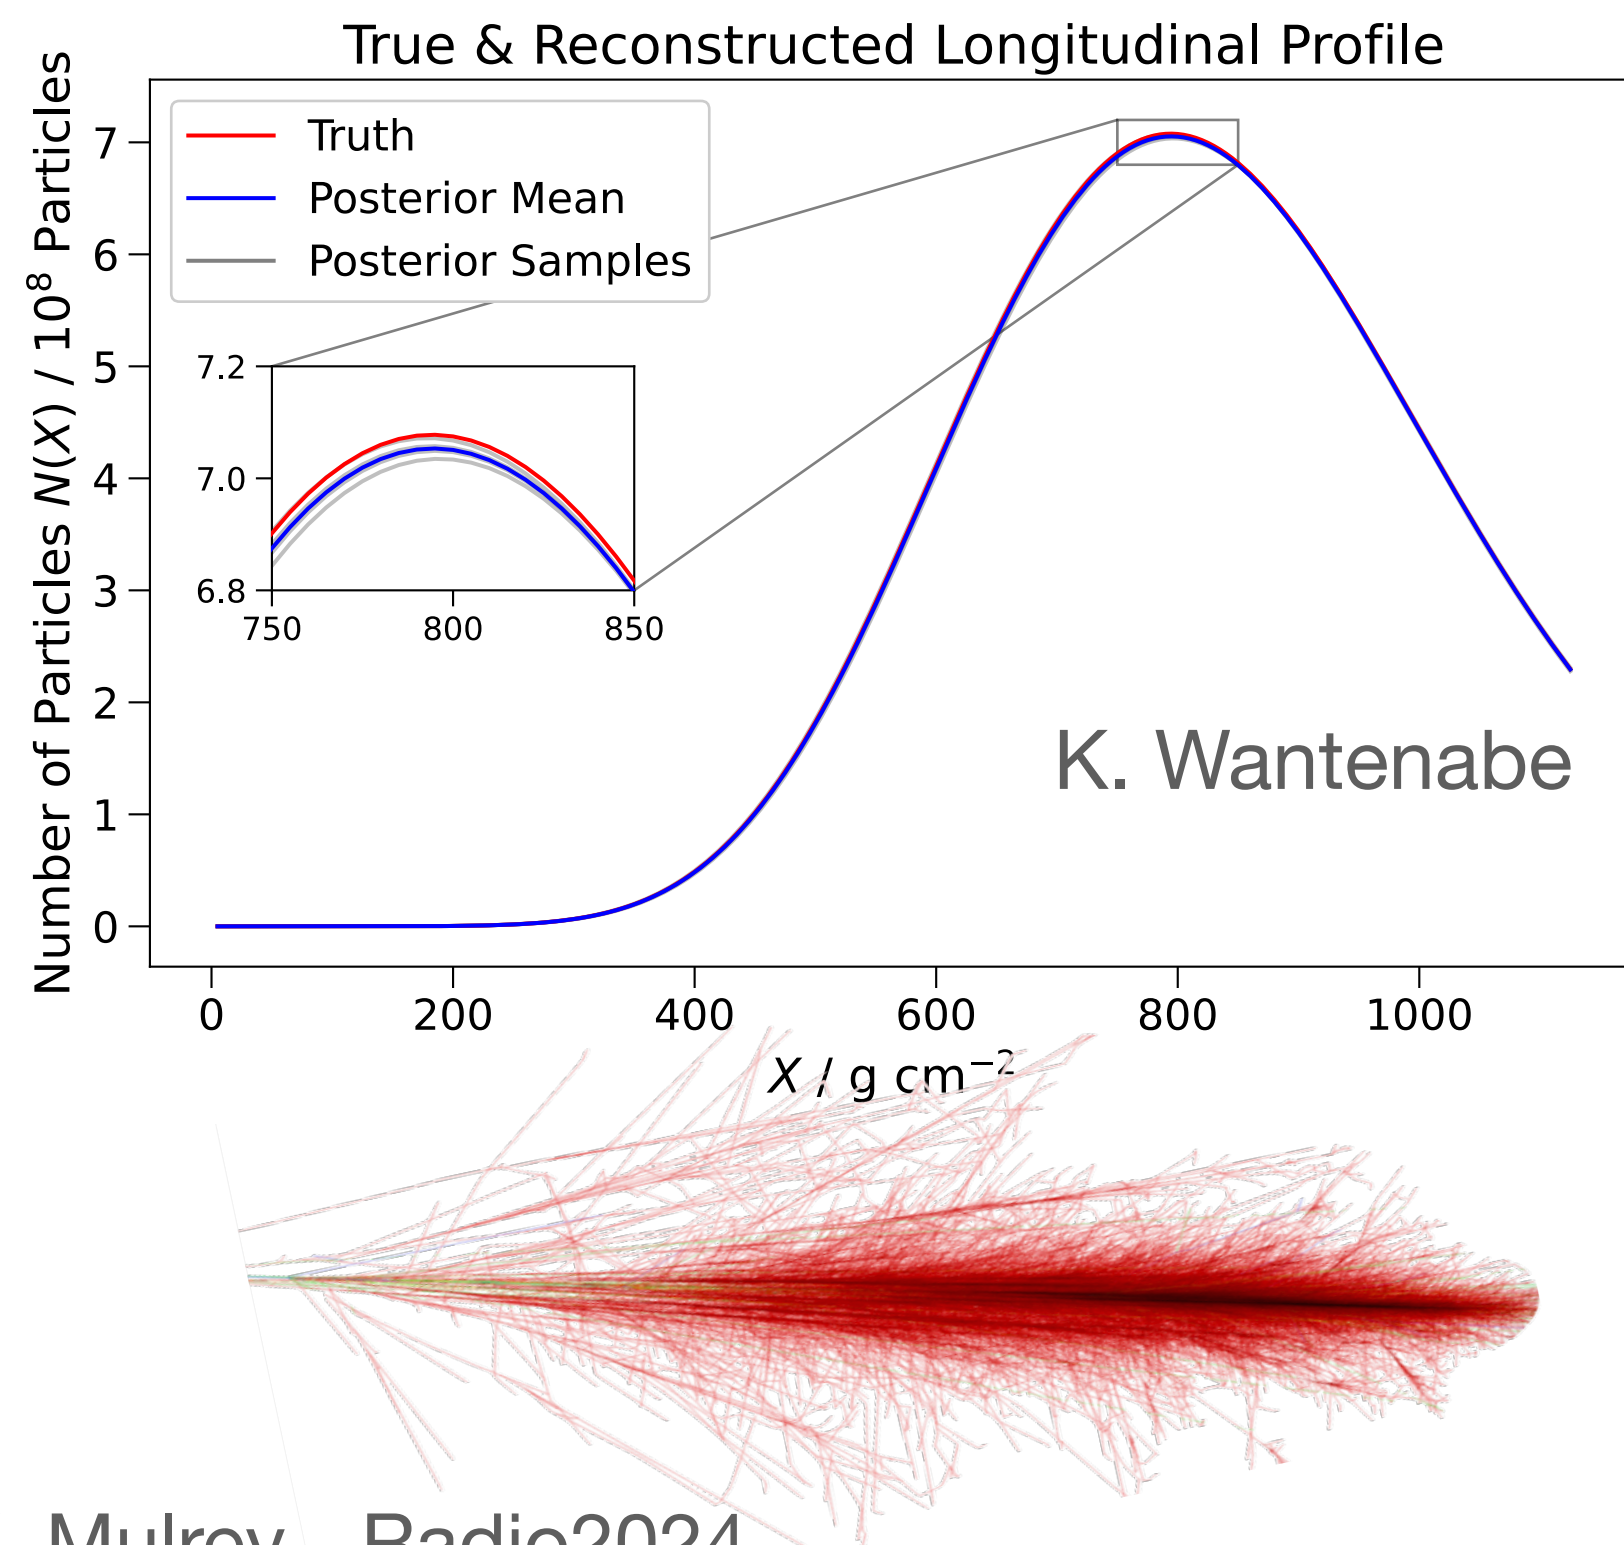 True & Reconstructed Longitudinal Profile
Number of Particles N(X) / 10⁸ Particles
Truth
Posterior Mean
Posterior Samples
7
6
5
4
3
2
1
0
7.2
7.0
6.8
750 800 850
K. Wantenabe
0 200 400 600 800 1000
X / g cm⁻²
Mulrey Radio2024